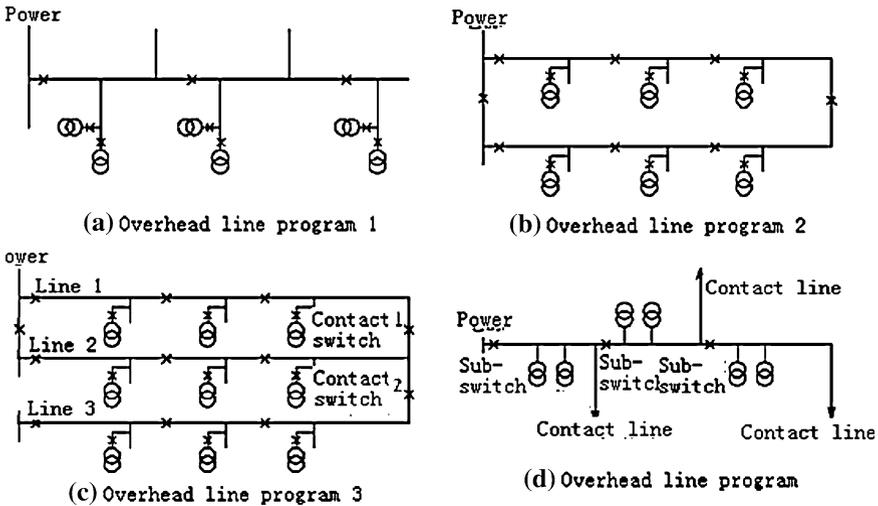 Power
(a) Overhead line program 1
Power
(b) Overhead line program 2
ower
Line 1
Contact 1
switch
Line 2
Contact 2
switch
Line 3
(c) Overhead line program 3
Contact line
Power
Sub-
switch
Sub-
switch
Sub-
switch
Contact line
Contact line
(d) Overhead line program